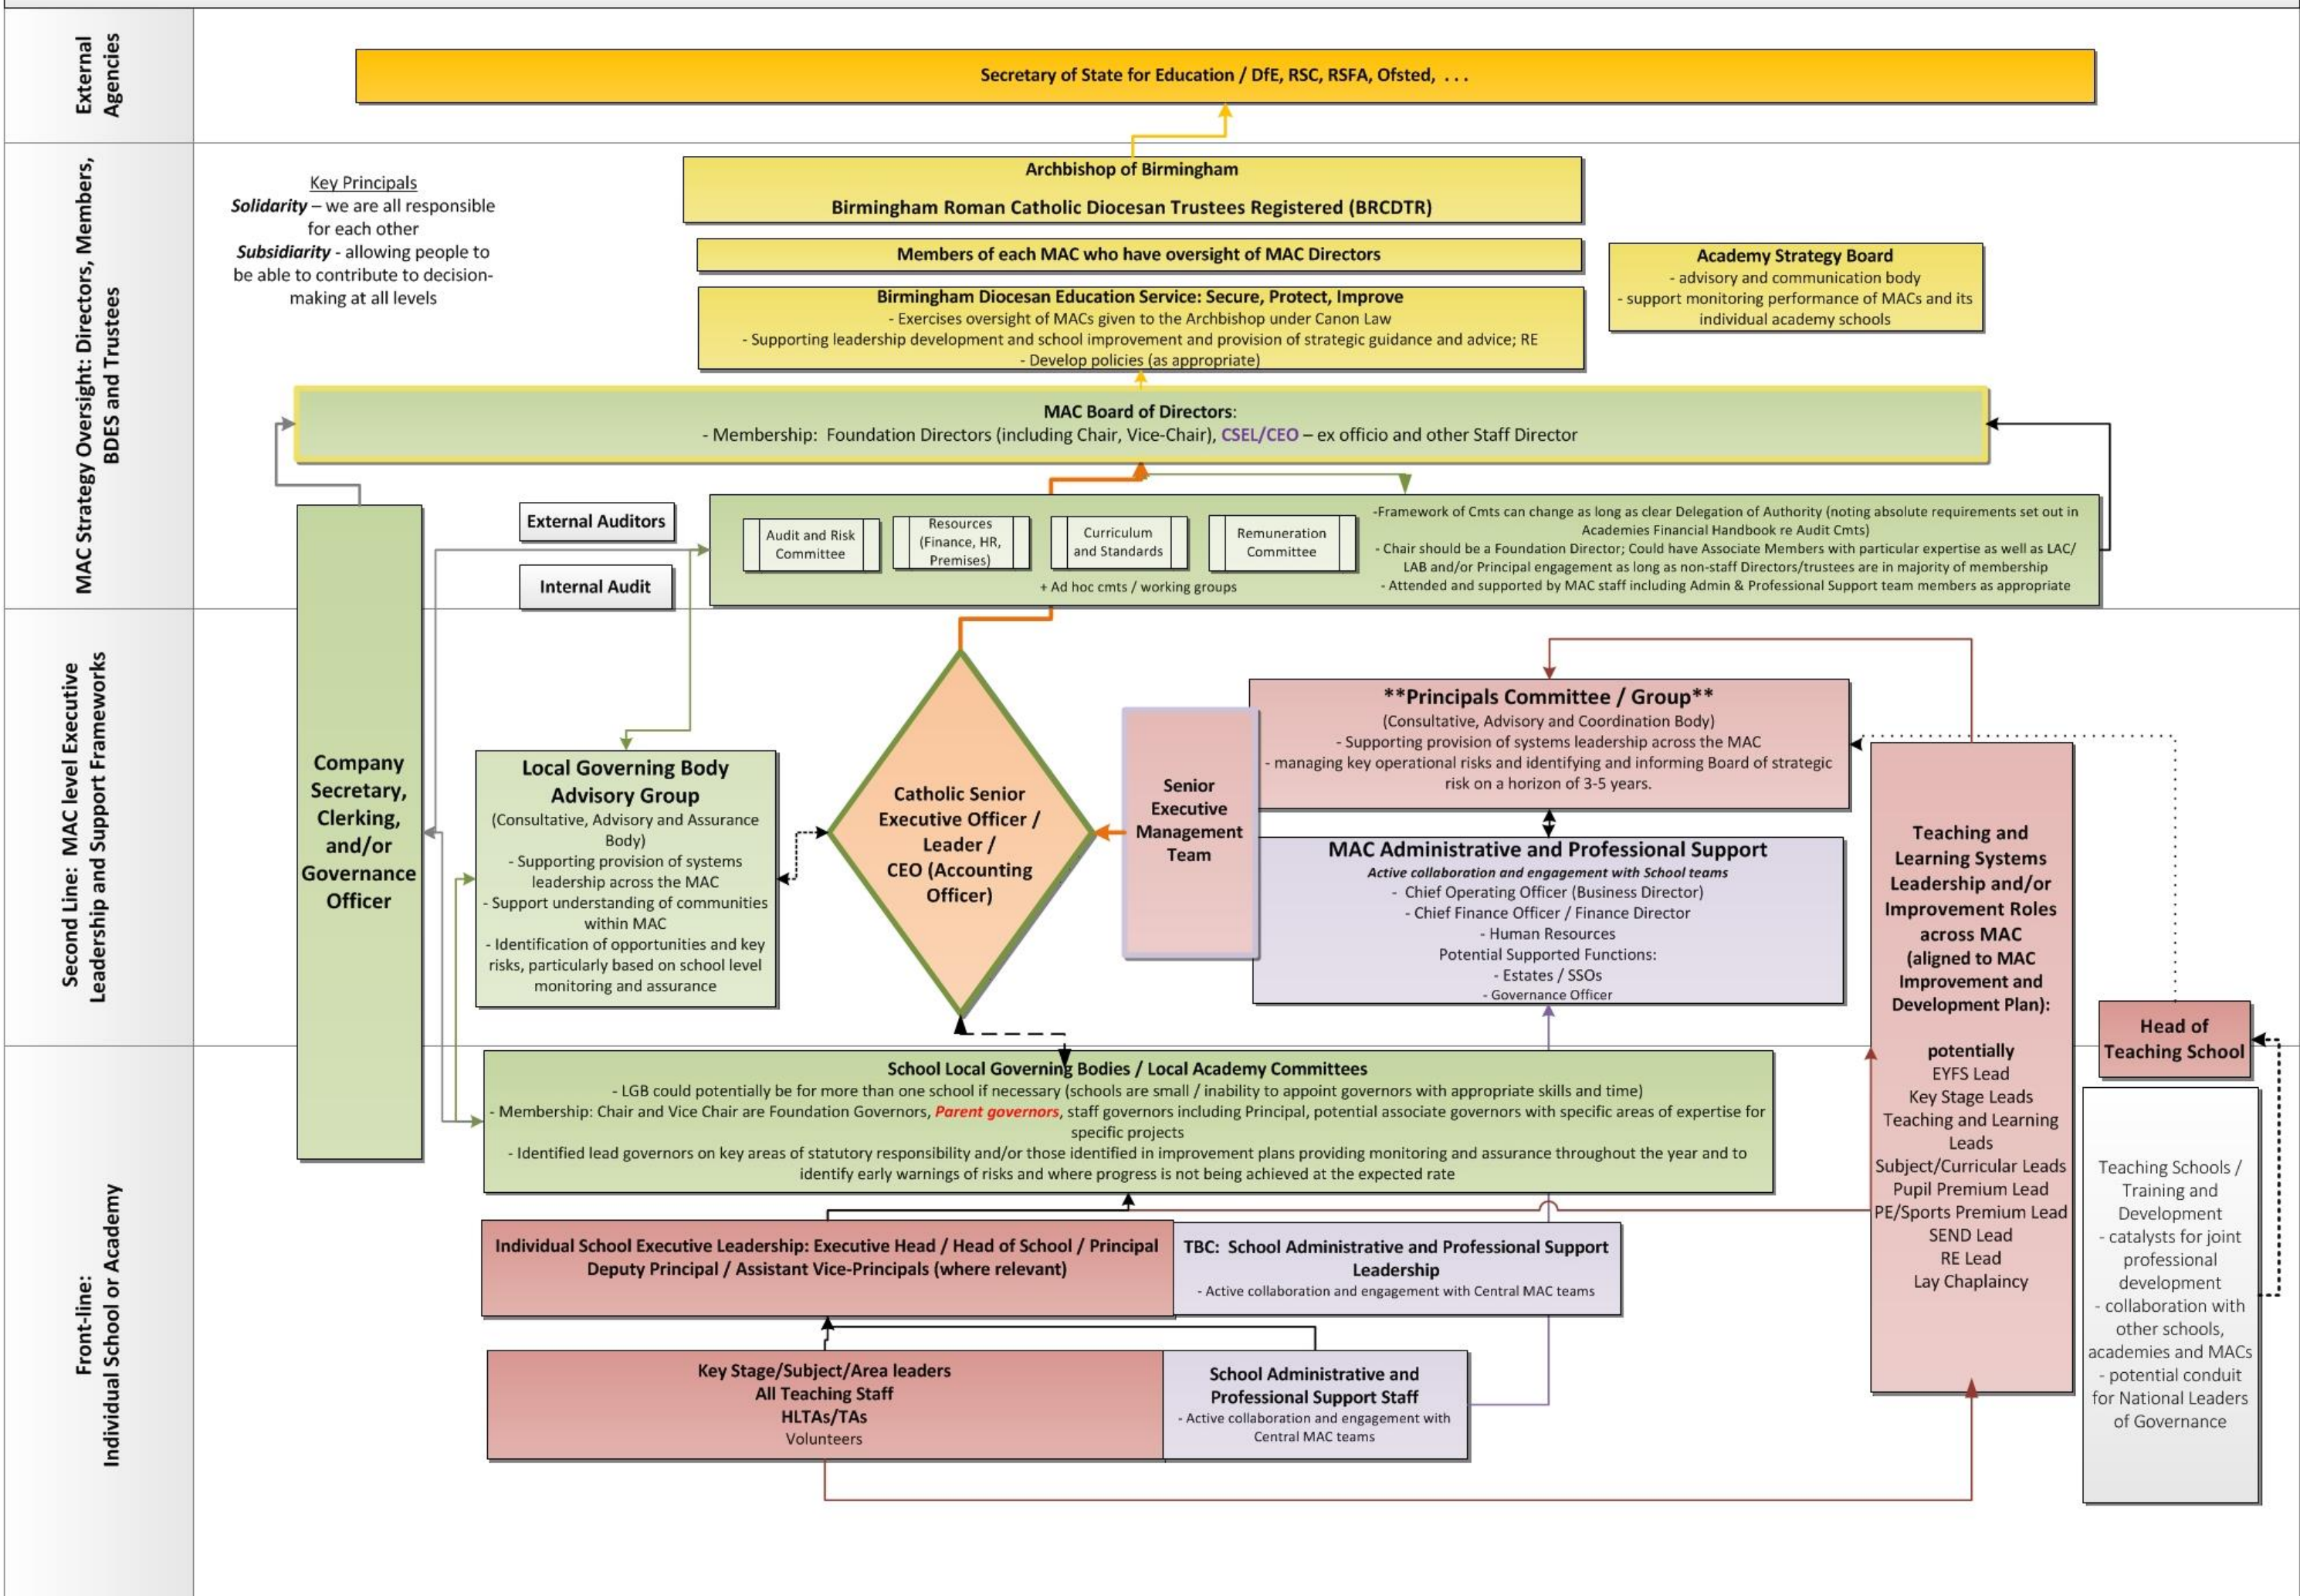 External
Agencies
Secretary of State for Education / DfE, RSC, RSFA, Ofsted, . . .
MAC Strategy Oversight: Directors, Members,
BDES and Trustees
Key Principals
Solidarity – we are all responsible
for each other
Subsidiarity - allowing people to
be able to contribute to decision-
making at all levels
Archbishop of Birmingham
Birmingham Roman Catholic Diocesan Trustees Registered (BRCDTR)
Members of each MAC who have oversight of MAC Directors
Birmingham Diocesan Education Service: Secure, Protect, Improve
- Exercises oversight of MACs given to the Archbishop under Canon Law
- Supporting leadership development and school improvement and provision of strategic guidance and advice; RE
- Develop policies (as appropriate)
Academy Strategy Board
- advisory and communication body
- support monitoring performance of MACs and its
individual academy schools
MAC Board of Directors:
- Membership: Foundation Directors (including Chair, Vice-Chair), CSEL/CEO – ex officio and other Staff Director
External Auditors
Internal Audit
Audit and Risk
Committee
Resources
(Finance, HR,
Premises)
Curriculum
and Standards
Remuneration
Committee
+ Ad hoc cmts / working groups
-Framework of Cmts can change as long as clear Delegation of Authority (noting absolute requirements set out in
Academies Financial Handbook re Audit Cmts)
- Chair should be a Foundation Director; Could have Associate Members with particular expertise as well as LAC/
LAB and/or Principal engagement as long as non-staff Directors/trustees are in majority of membership
- Attended and supported by MAC staff including Admin & Professional Support team members as appropriate
Second Line: MAC level Executive
Leadership and Support Frameworks
Company
Secretary,
Clerking,
and/or
Governance
Officer
Local Governing Body
Advisory Group
(Consultative, Advisory and Assurance
Body)
- Supporting provision of systems
leadership across the MAC
- Support understanding of communities
within MAC
- Identification of opportunities and key
risks, particularly based on school level
monitoring and assurance
Catholic Senior
Executive Officer /
Leader /
CEO (Accounting
Officer)
Senior
Executive
Management
Team
**Principals Committee / Group**
(Consultative, Advisory and Coordination Body)
- Supporting provision of systems leadership across the MAC
- managing key operational risks and identifying and informing Board of strategic
risk on a horizon of 3-5 years.
MAC Administrative and Professional Support
Active collaboration and engagement with School teams
- Chief Operating Officer (Business Director)
- Chief Finance Officer / Finance Director
- Human Resources
Potential Supported Functions:
- Estates / SSOs
- Governance Officer
Teaching and
Learning Systems
Leadership and/or
Improvement Roles
across MAC
(aligned to MAC
Improvement and
Development Plan):
potentially
EYFS Lead
Key Stage Leads
Teaching and Learning
Leads
Subject/Curricular Leads
Pupil Premium Lead
PE/Sports Premium Lead
SEND Lead
RE Lead
Lay Chaplaincy
Head of
Teaching School
Teaching Schools /
Training and
Development
- catalysts for joint
professional
development
- collaboration with
other schools,
academies and MACs
- potential conduit
for National Leaders
of Governance
Front-line:
Individual School or Academy
School Local Governing Bodies / Local Academy Committees
- LGB could potentially be for more than one school if necessary (schools are small / inability to appoint governors with appropriate skills and time)
- Membership: Chair and Vice Chair are Foundation Governors, Parent governors, staff governors including Principal, potential associate governors with specific areas of expertise for
specific projects
- Identified lead governors on key areas of statutory responsibility and/or those identified in improvement plans providing monitoring and assurance throughout the year and to
identify early warnings of risks and where progress is not being achieved at the expected rate
Individual School Executive Leadership: Executive Head / Head of School / Principal
Deputy Principal / Assistant Vice-Principals (where relevant)
TBC: School Administrative and Professional Support
Leadership
- Active collaboration and engagement with Central MAC teams
Key Stage/Subject/Area leaders
All Teaching Staff
HLTAs/TAs
Volunteers
School Administrative and
Professional Support Staff
- Active collaboration and engagement with
Central MAC teams